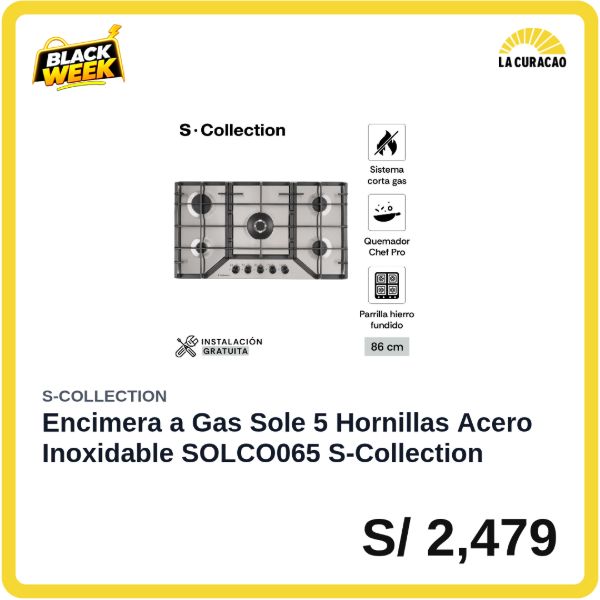 BLACK
WEEK
LA CURACAO
S·Collection
Sistema
corta gas
Quemador
Chef Pro
Parrilla hierro
fundido
86 cm
INSTALACIÓN
GRATUITA
S-COLLECTION
Encimera a Gas Sole 5 Hornillas Acero
Inoxidable SOLCO065 S-Collection
S/ 2,479